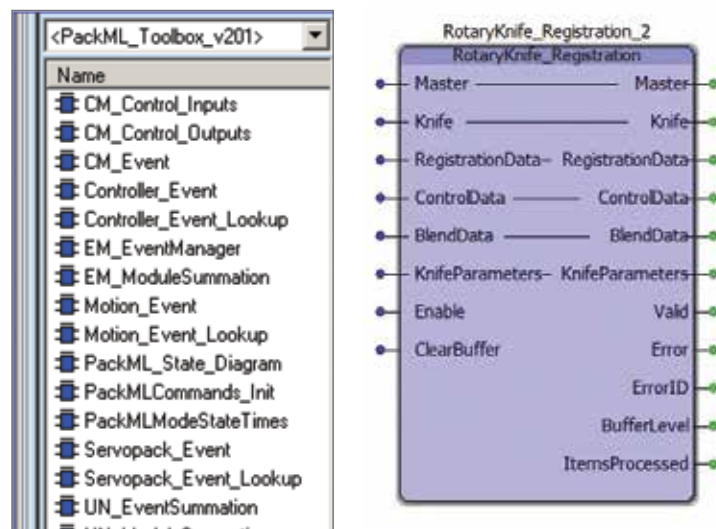 <PackML_Toolbox_v201>
Name
CM_Control_Inputs
CM_Control_Outputs
CM_Event
Controller_Event
Controller_Event_Lookup
EM_EventManager
EM_ModuleSummation
Motion_Event
Motion_Event_Lookup
PackML_State_Diagram
PackMLCommands_Init
PackMLModeStateTimes
Servopack_Event
Servopack_Event_Lookup
UN_EventSummation
RotaryKnife_Registration_2
RotaryKnife_Registration
Master Master
Knife Knife
RegistrationData RegistrationData
ControlData ControlData
BlendData BlendData
KnifeParameters KnifeParameters
Enable Valid
ClearBuffer Error
ErrorID
BufferLevel
ItemsProcessed